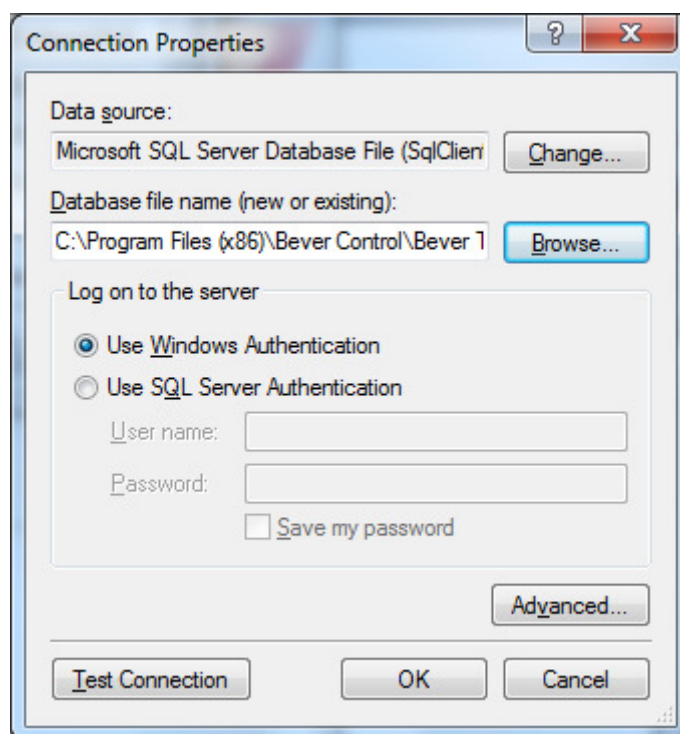 Connection Properties
Data source:
Microsoft SQL Server Database File (SqlClient
Change...
Database file name (new or existing):
C:\Program Files (x86)\Bever Control\Bever T
Browse...
Log on to the server
Use Windows Authentication
Use SQL Server Authentication
User name:
Password:
Save my password
Advanced...
Test Connection OK Cancel